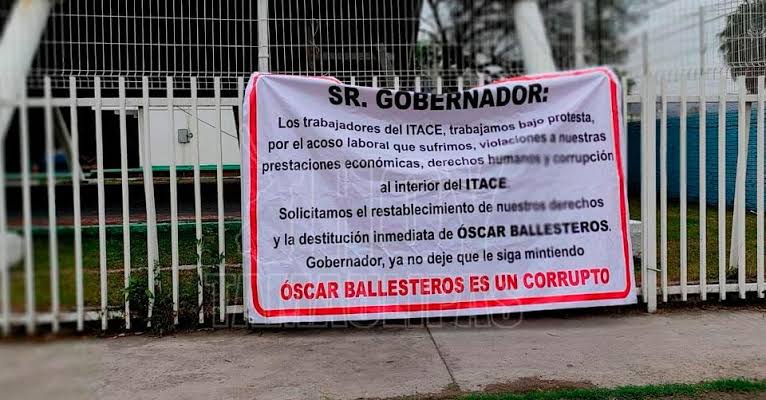 SR. GOBERNADOR:
Los trabajadores del ITACE, trabajamos bajo protesta,
por el acoso laboral que sufrimos, violaciones a nuestras
prestaciones económicas, derechos humanos y corrupción
al interior del ITACE.
Solicitamos el restablecimiento de nuestros derechos
y la destitución inmediata de ÓSCAR BALLESTEROS.
Gobernador, ya no deje que le siga mintiendo
ÓSCAR BALLESTEROS ES UN CORRUPTO
TAMAULIPAS